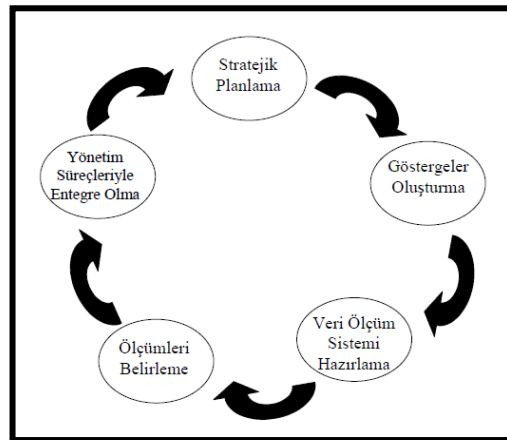 Stratejik
Planlama
Göstergeler
Oluşturma
Veri Ölçüm
Sistemi
Hazırlama
Ölçümleri
Belirleme
Yönetim
Süreçleriyle
Entegre Olma